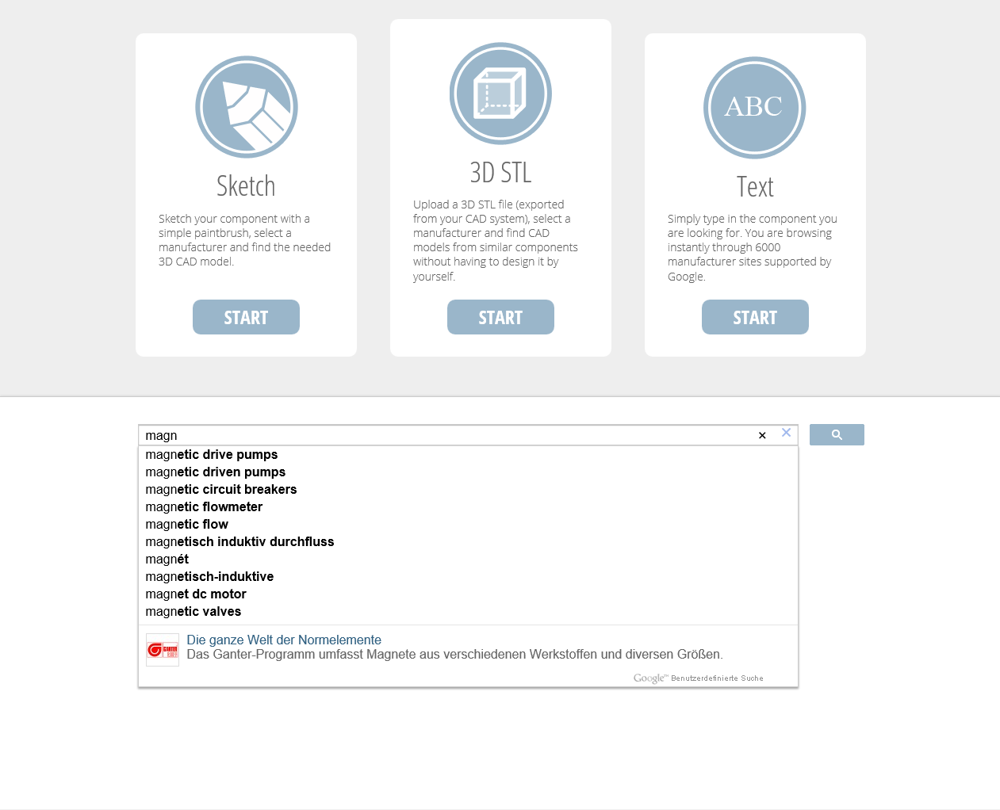 ABC
Sketch
Sketch your component with a
simple paintbrush, select a
manufacturer and find the needed
3D CAD model.
START
3D STL
Upload a 3D STL file (exported
from your CAD system), select a
manufacturer and find CAD
models from similar components
without having to design it by
yourself.
START
Text
Simply type in the component you
are looking for. You are browsing
instantly through 6000
manufacturer sites supported by
Google.
START
magn
magnetic drive pumps
magnetic driven pumps
magnetic circuit breakers
magnetic flowmeter
magnetic flow
magnetisch induktiv durchfluss
magnét
magnetisch-induktive
magnet dc motor
magnetic valves
GANTER
Die ganze Welt der Normelemente
Das Ganter-Programm umfasst Magnete aus verschiedenen Werkstoffen und diversen Größen.
Google™ Benutzerdefinierte Suche